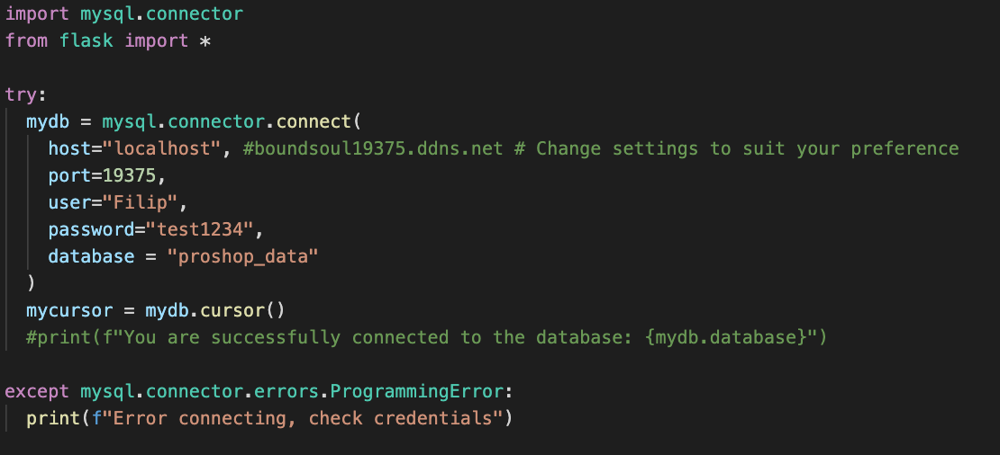 import mysql.connector
from flask import *
try:
mydb = mysql.connector.connect(
host="localhost", #boundsoul19375.ddns.net # Change settings to suit your preference
port=19375,
user="Filip",
password="test1234",
database = "proshop_data"
)
mycursor = mydb.cursor()
#print(f"You are successfully connected to the database: {mydb.database}")
except mysql.connector.errors.ProgrammingError:
print(f"Error connecting, check credentials")